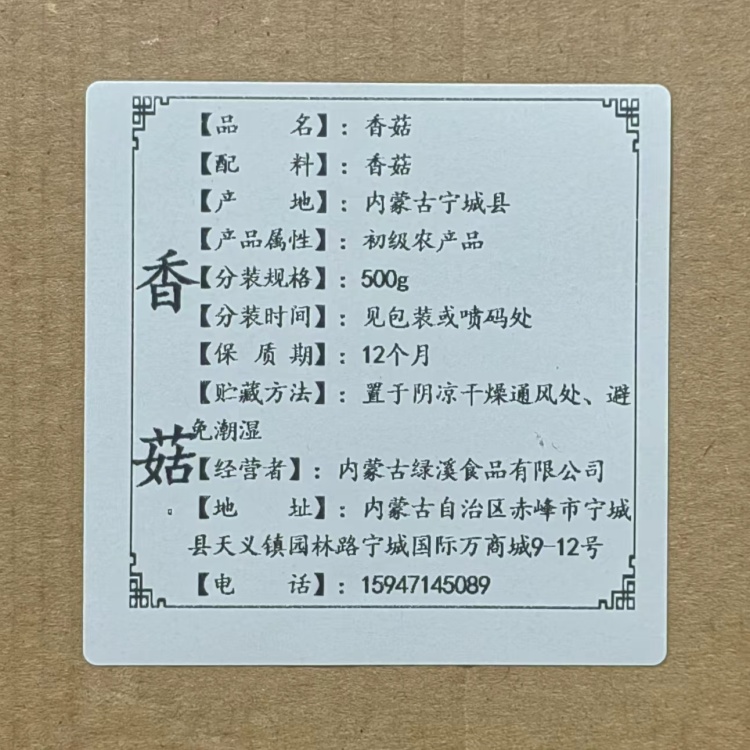 香菇
【品名】：香菇
【配料】：香菇
【产地】：内蒙古宁城县
【产品属性】：初级农产品
【分装规格】：500g
【分装时间】：见包装或喷码处
【保质期】：12个月
【贮藏方法】：置于阴凉干燥通风处、避
免潮湿
【经营者】：内蒙古绿溪食品有限公司
【地址】：内蒙古自治区赤峰市宁城
县天义镇园林路宁城国际万商城9-12号
【电话】：15947145089